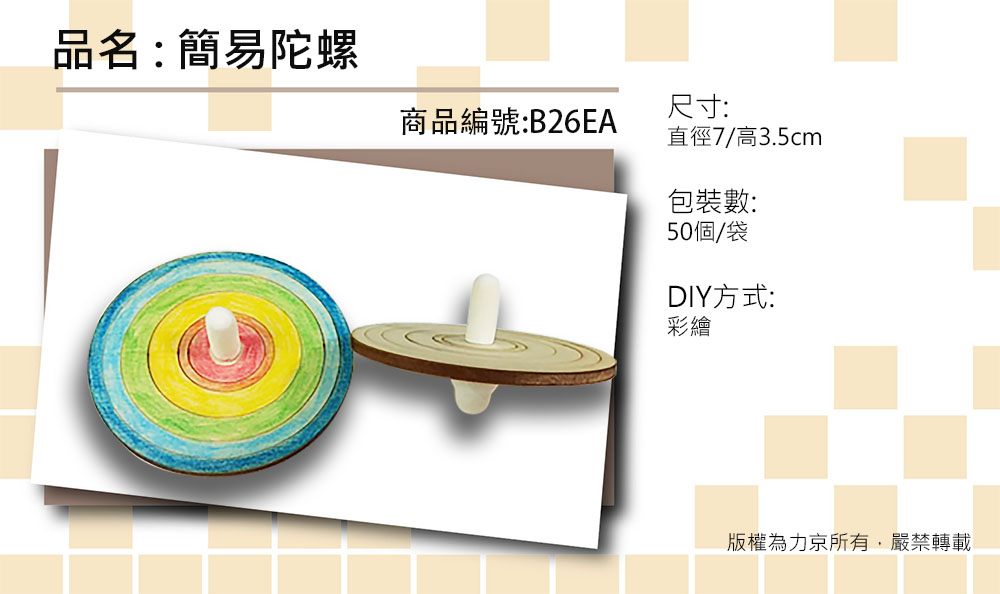 品名 : 簡易陀螺
商品編號:B26EA
尺寸:
直徑7/高3.5cm
包裝數:
50個/袋
DIY方式:
彩繪
版權為力京所有，嚴禁轉載